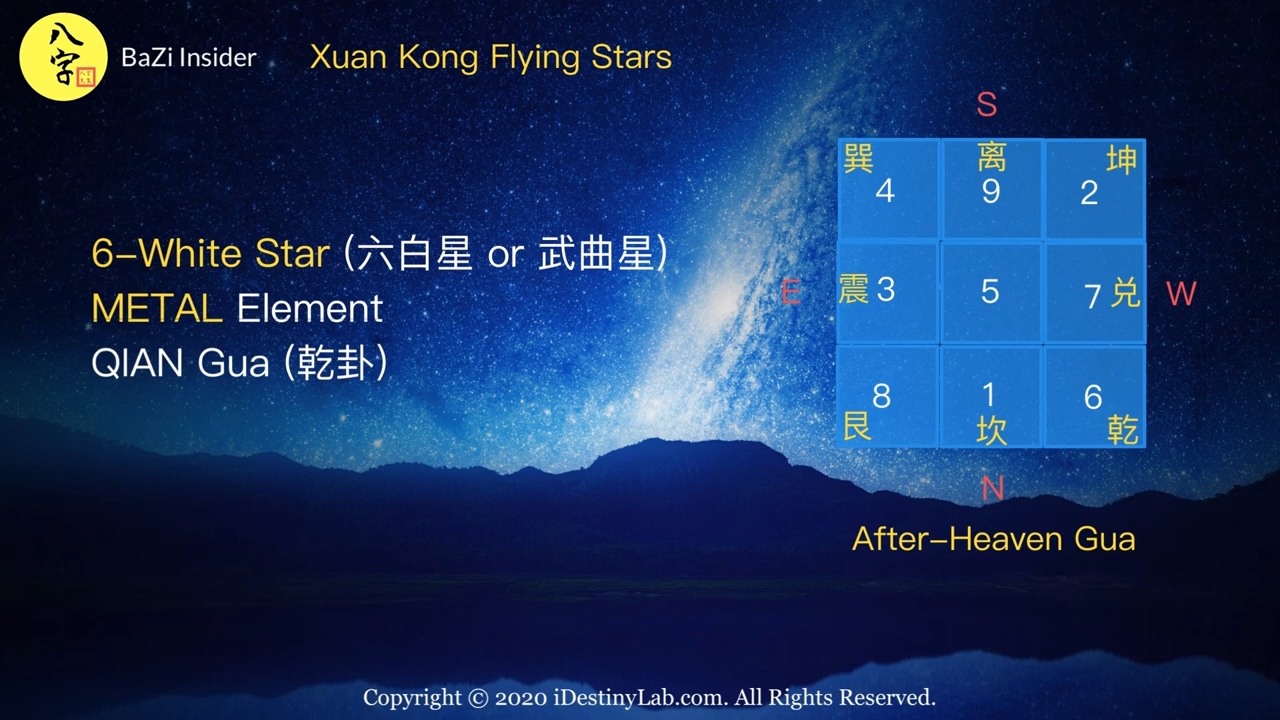 八字
BaZi Insider
Xuan Kong Flying Stars
6-White Star (六白星 or 武曲星)
METAL Element
QIAN Gua (乾卦)
S
巽 离 坤
4 9 2
E 震 3 5 7 兑 W
8 1 6
艮 坎 乾
N
After-Heaven Gua
Copyright © 2020 iDestinyLab.com. All Rights Reserved.